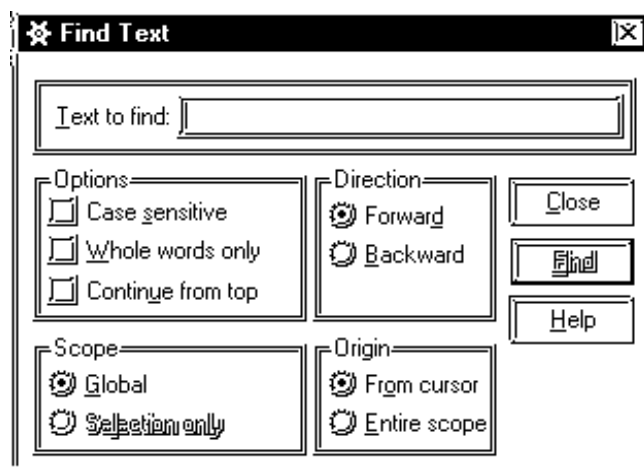 Find Text
Text to find:
Options
Case sensitive
Whole words only
Continue from top
Direction
Forward
Backward
Close
Find
Help
Scope
Global
Selection only
Origin
From cursor
Entire scope